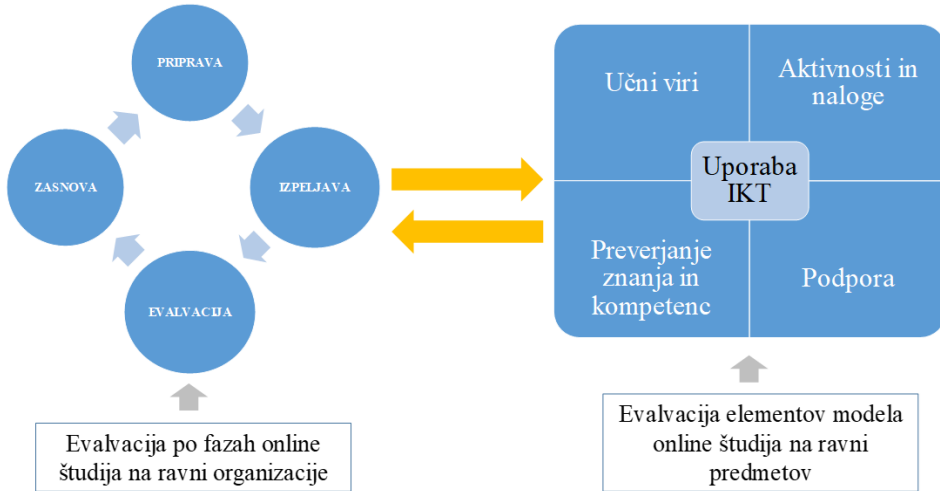 PRIPRAVA
ZASNOVA
IZPELJAVA
EVALVACIJA
Evalvacija po fazah online
študija na ravni organizacije
Učni viri
Aktivnosti in
naloge
Uporaba
IKT
Preverjanje
znanja in
kompetenc
Podpora
Evalvacija elementov modela
online študija na ravni
predmetov